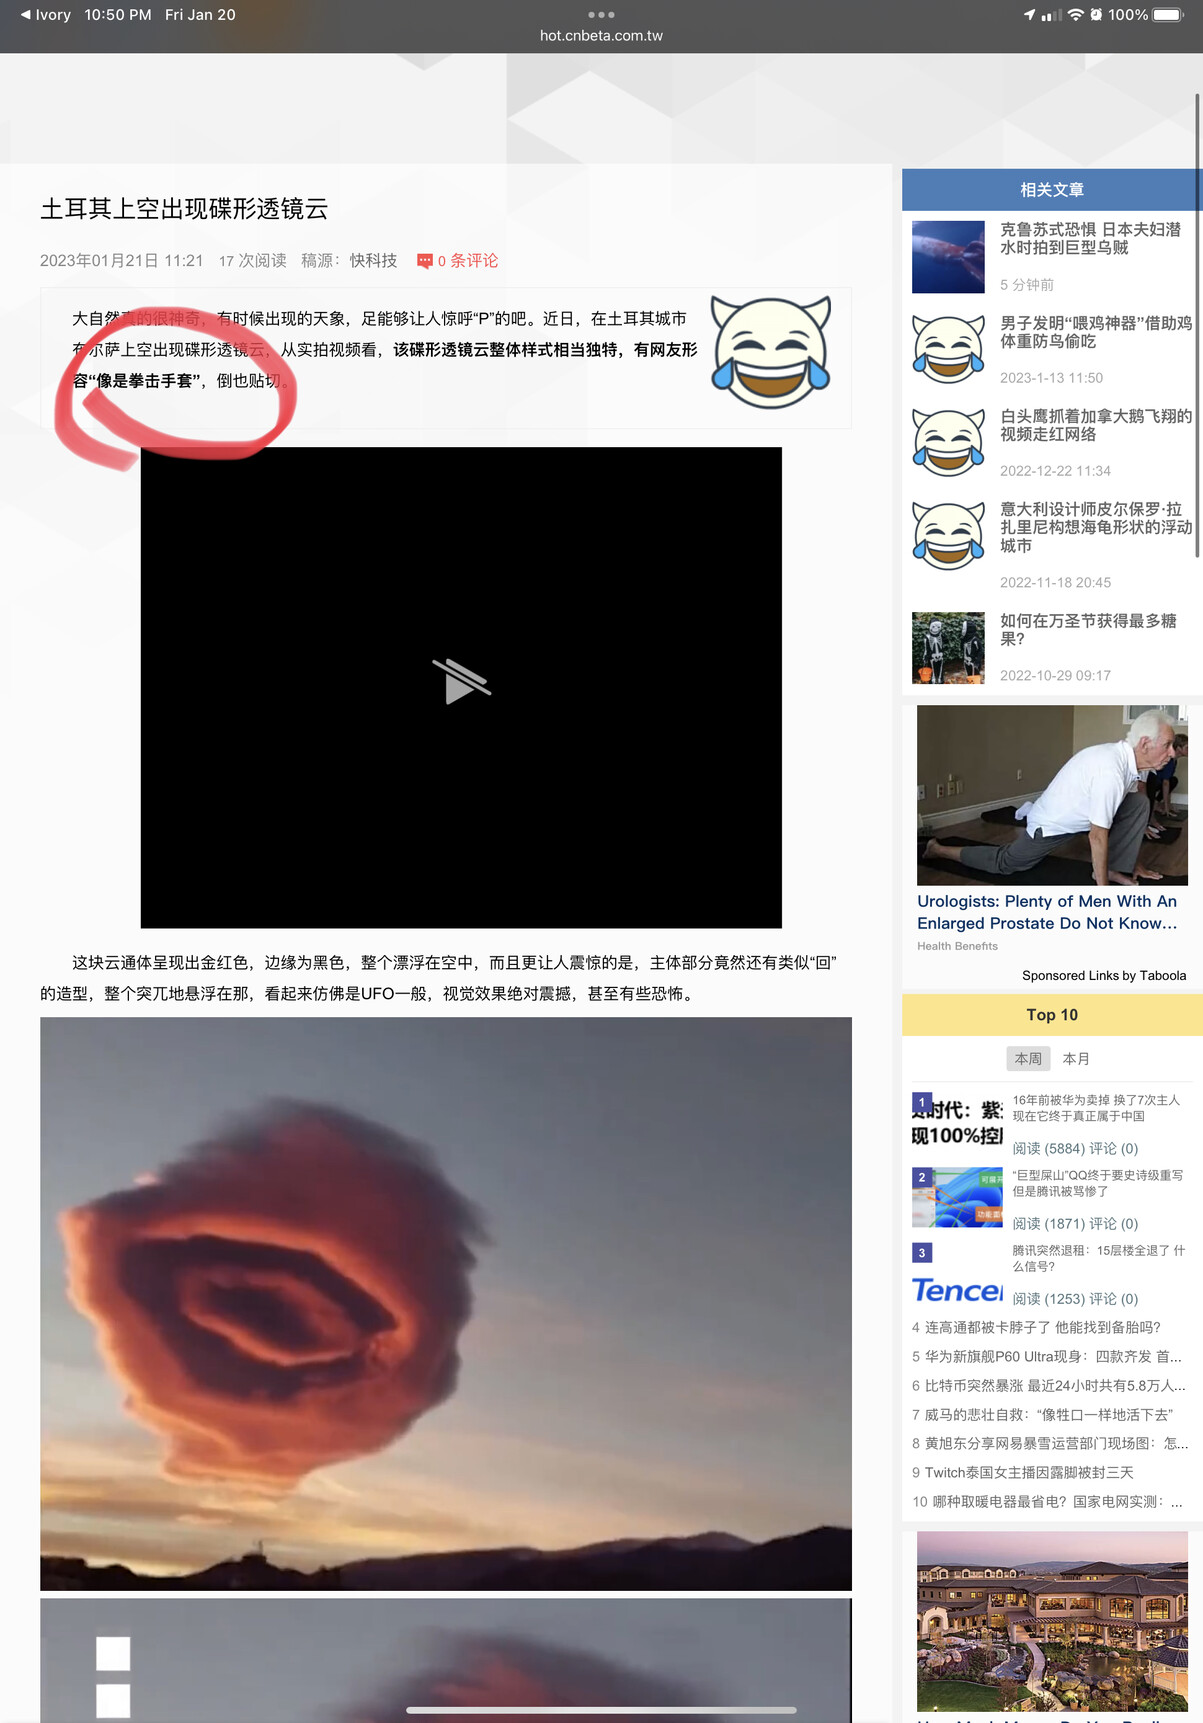 Ivory 10:50 PM Fri Jan 20
100%
hot.cnbeta.com.tw
土耳其上空出现碟形透镜云
2023年01月21日 11:21 17 次阅读 稿源：快科技 0 条评论
大自然真的很神奇，有时候出现的天象，足能够让人惊呼“P”的吧。近日，在土耳其城市
布尔萨上空出现碟形透镜云，从实拍视频看，该碟形透镜云整体样式相当独特，有网友形
容“像是拳击手套”，倒也贴切。
这块云通体呈现出金红色，边缘为黑色，整个漂浮在空中，而且更让人震惊的是，主体部分竟然还有类似“回”
的造型，整个突兀地悬浮在那，看起来仿佛是UFO一般，视觉效果绝对震撼，甚至有些恐怖。
相关文章
克鲁苏式恐惧 日本夫妇潜
水时拍到巨型乌贼
5 分钟前
男子发明“喂鸡神器”借助鸡
体重防鸟偷吃
2023-1-13 11:50
白头鹰抓着加拿大鹅飞翔的
视频走红网络
2022-12-22 11:34
意大利设计师皮尔保罗·拉
扎里尼构想海龟形状的浮动
城市
2022-11-18 20:45
如何在万圣节获得最多糖
果？
2022-10-29 09:17
Urologists: Plenty of Men With An
Enlarged Prostate Do Not Know...
Health Benefits
Sponsored Links by Taboola
Top 10
本周 本月
1
时代：紫
现100%控
16年前被华为卖掉 换了7次主人
现在它终于真正属于中国
阅读 (5884) 评论 (0)
2
功能面
“巨型屎山”QQ终于要史诗级重写
但是腾讯被骂惨了
阅读 (1871) 评论 (0)
3
Tence
腾讯突然退租：15层楼全退了 什
么信号?
阅读 (1253) 评论 (0)
4 连高通都被卡脖子了 他能找到备胎吗?
5 华为新旗舰P60 Ultra现身：四款齐发 首...
6 比特币突然暴涨 最近24小时共有5.8万人...
7 威马的悲壮自救：“像牲口一样地活下去”
8 黄旭东分享网易暴雪运营部门现场图：怎...
9 Twitch泰国女主播因露脚被封三天
10 哪种取暖电器最省电？国家电网实测：...